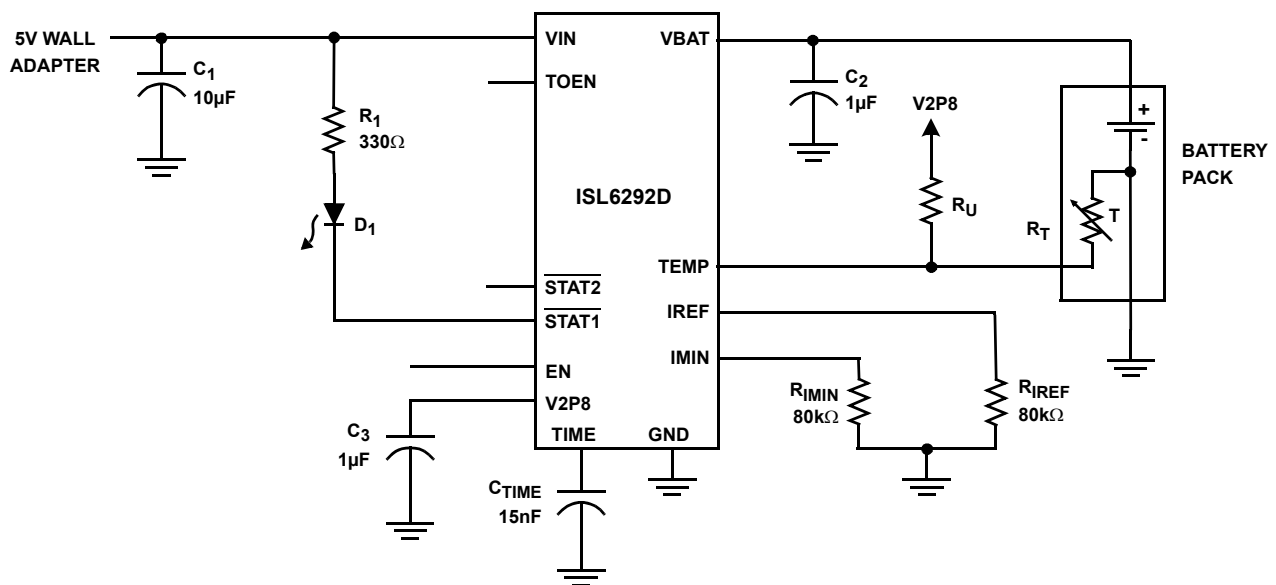 5V WALL
ADAPTER
C1
10µF
R1
330Ω
D1
VIN
TOEN
STAT2
STAT1
EN
V2P8
TIME
GND
ISL6292D
VBAT
TEMP
IREF
IMIN
C2
1µF
V2P8
RU
RT
T
+
-
BATTERY
PACK
RIMIN
80kΩ
RIREF
80kΩ
C3
1µF
CTIME
15nF